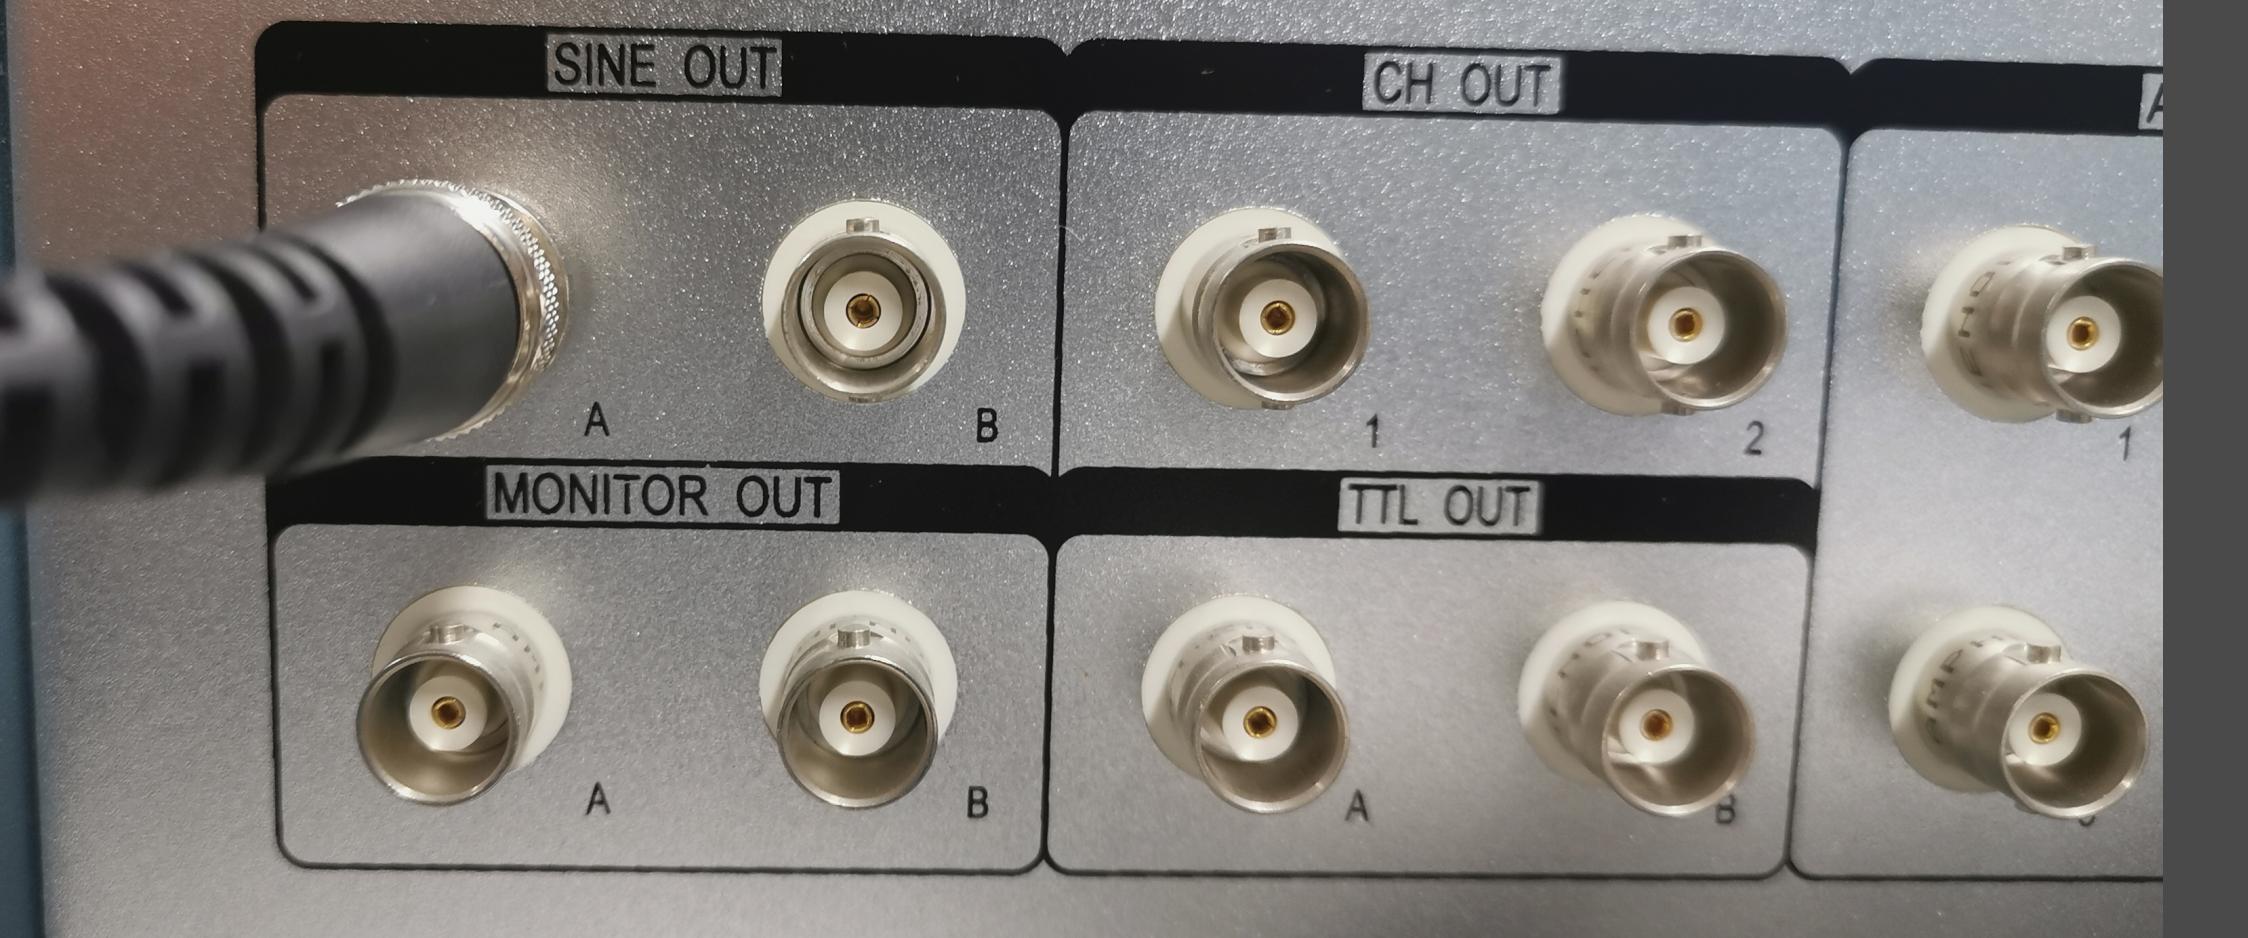 SINE OUT
CH OUT
A B
1 2
1
MONITOR OUT
TTL OUT
A B
A B